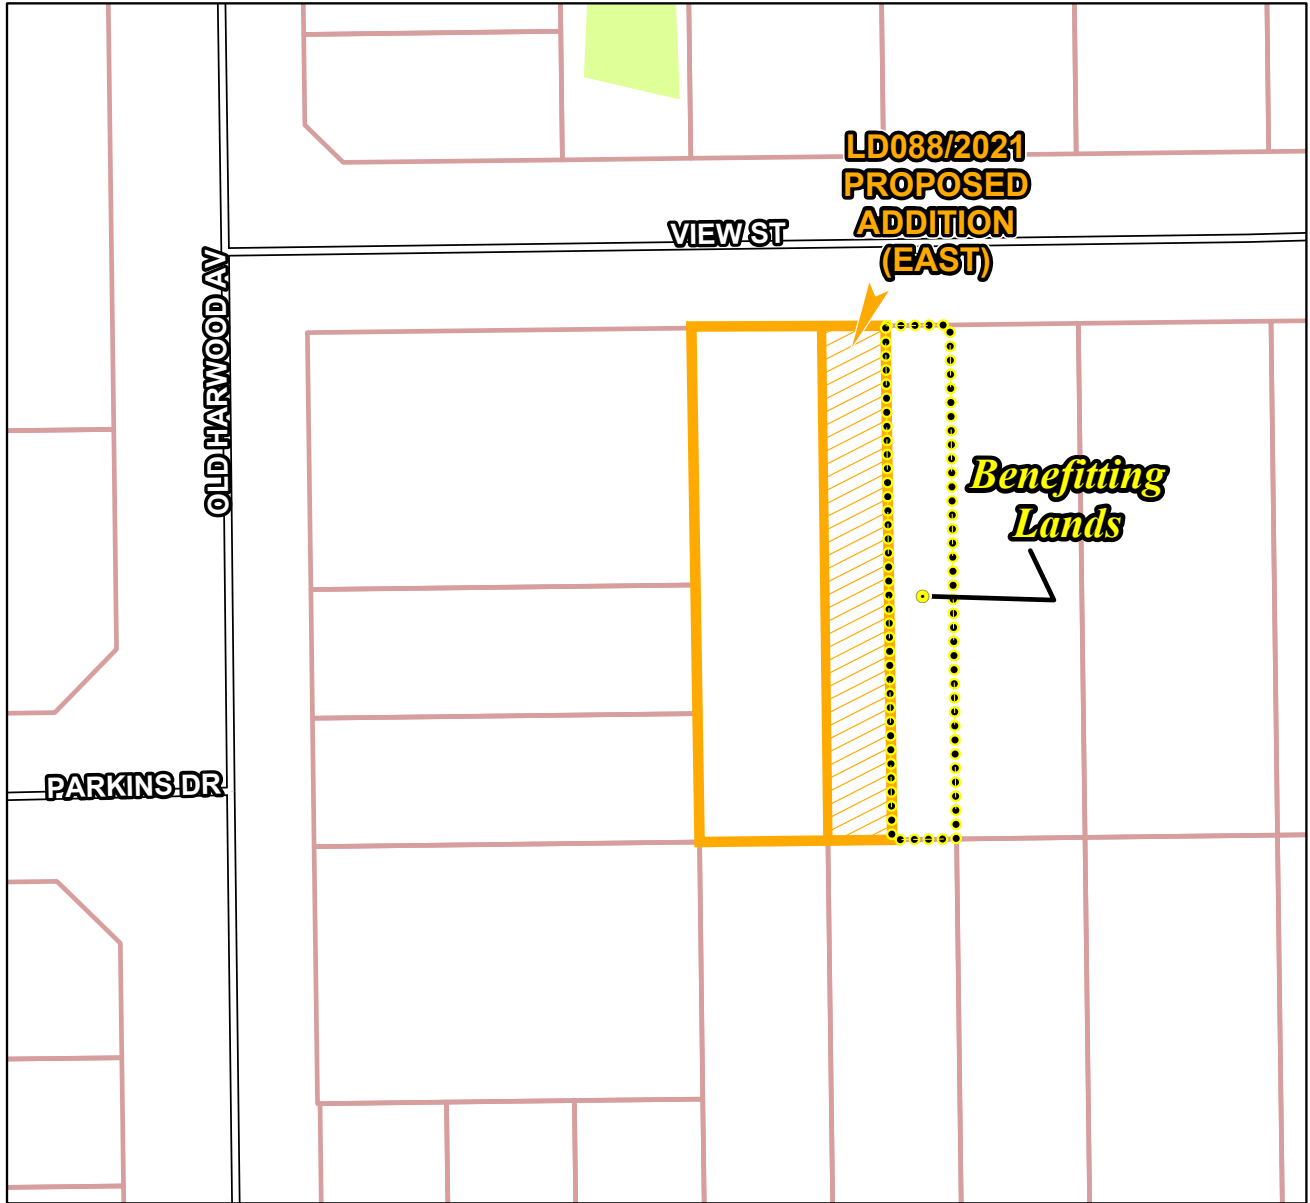 LD088/2021
PROPOSED
ADDITION
(EAST)
VIEW ST
OLD HARWOOD AV
Benefitting
Lands
PARKINS DR